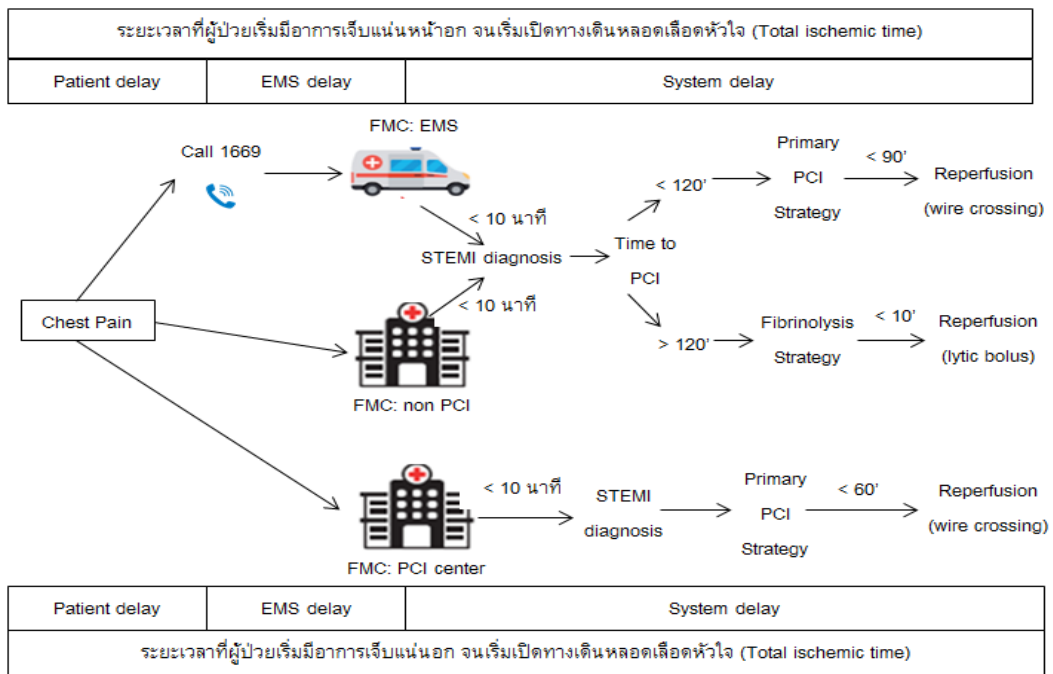 ระยะเวลาที่ผู้ป่วยเริ่มมีอาการเจ็บแน่นหน้าอก จนเริ่มเปิดทางเดินหลอดเลือดหัวใจ (Total ischemic time)
Patient delay
EMS delay
System delay
FMC: EMS
Call 1669
< 10 นาที
STEMI diagnosis
< 10 นาที
Time to
PCI
< 120'
Primary
PCI
Strategy
< 90'
Reperfusion
(wire crossing)
> 120'
Fibrinolysis
Strategy
< 10'
Reperfusion
(lytic bolus)
Chest Pain
FMC: non PCI
FMC: PCI center
< 10 นาที
STEMI
diagnosis
Primary
PCI
Strategy
< 60'
Reperfusion
(wire crossing)
Patient delay
EMS delay
System delay
ระยะเวลาที่ผู้ป่วยเริ่มมีอาการเจ็บแน่นอก จนเริ่มเปิดทางเดินหลอดเลือดหัวใจ (Total ischemic time)